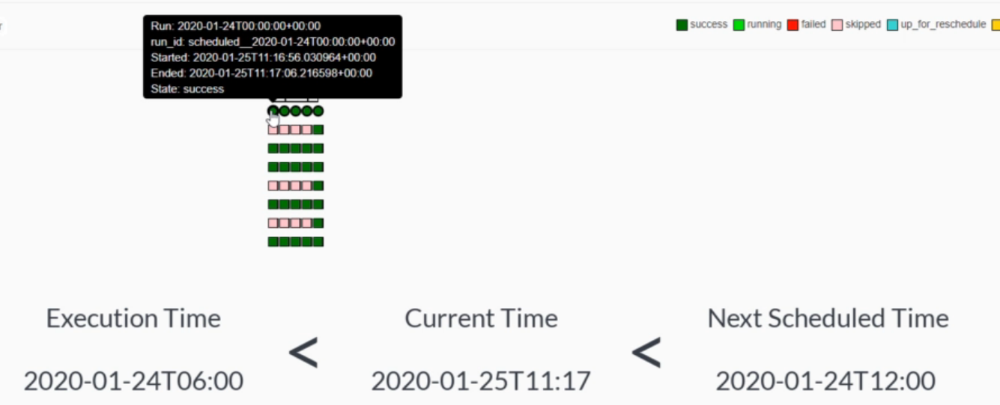 r
success running failed skipped up_for_reschedule
Run: 2020-01-24T00:00:00+00:00
run_id: scheduled__2020-01-24T00:00:00+00:00
Started: 2020-01-25T11:16:56.030964+00:00
Ended: 2020-01-25T11:17:06.216598+00:00
State: success
Execution Time < Current Time < Next Scheduled Time
2020-01-24T06:00 2020-01-25T11:17 2020-01-24T12:00